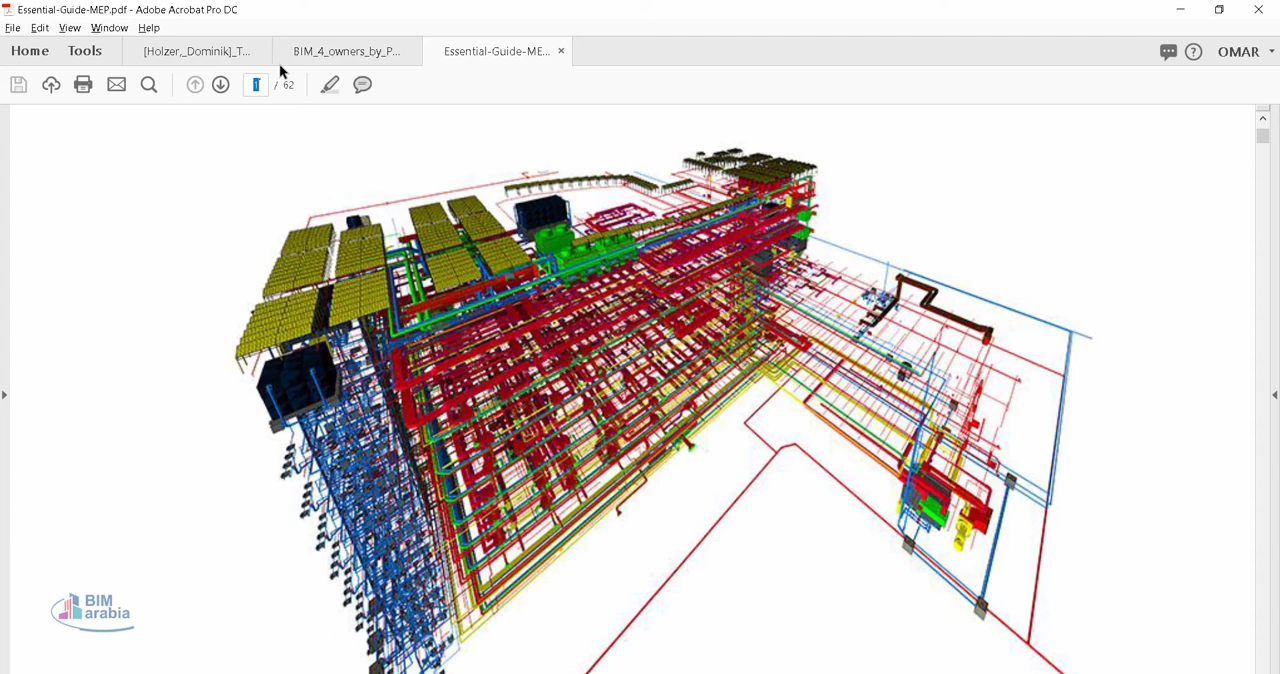 Essential-Guide-MEP.pdf - Adobe Acrobat Pro DC
File Edit View Window Help
Home Tools [Holzer,_Dominik]_T... BIM_4_owners_by_P... Essential-Guide-ME... × OMAR
1 / 62
BIM
arabia